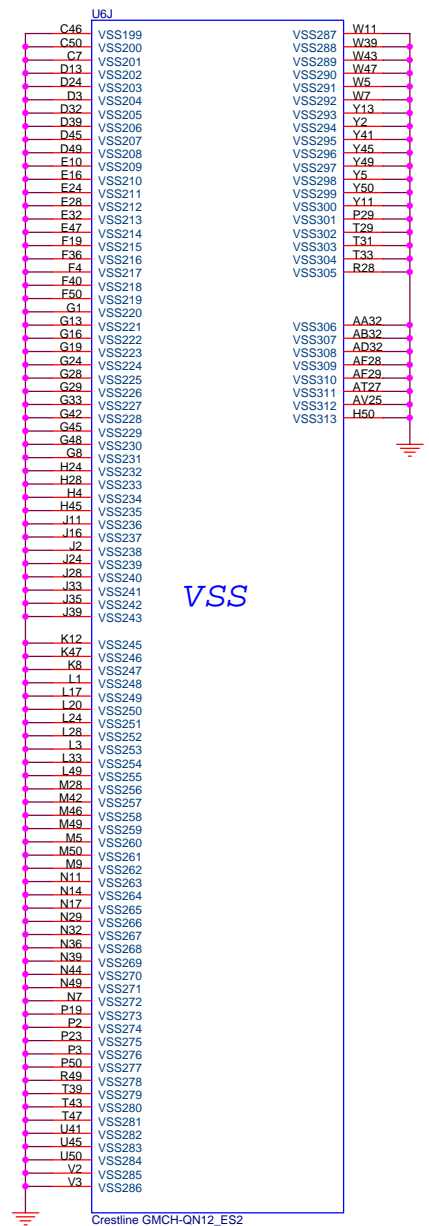 U6J
C46 VSS199 VSS287 W11
C50 VSS200 VSS288 W39
C7 VSS201 VSS289 W43
D13 VSS202 VSS290 W47
D24 VSS203 VSS291 W5
D3 VSS204 VSS292 W7
D32 VSS205 VSS293 Y13
D39 VSS206 VSS294 Y2
D45 VSS207 VSS295 Y41
D49 VSS208 VSS296 Y45
E10 VSS209 VSS297 Y49
E16 VSS210 VSS298 Y5
E24 VSS211 VSS299 Y50
E28 VSS212 VSS300 Y11
E32 VSS213 VSS301 P29
E47 VSS214 VSS302 T29
F19 VSS215 VSS303 T31
F36 VSS216 VSS304 T33
F4 VSS217 VSS305 R28
F40 VSS218
F50 VSS219
G1 VSS220
G13 VSS221 VSS306 AA32
G16 VSS222 VSS307 AB32
G19 VSS223 VSS308 AD32
G24 VSS224 VSS309 AF28
G28 VSS225 VSS310 AF29
G29 VSS226 VSS311 AT27
G33 VSS227 VSS312 AV25
G42 VSS228 VSS313 H50
G45 VSS229
G48 VSS230
G8 VSS231
H24 VSS232
H28 VSS233
H4 VSS234
H45 VSS235
J11 VSS236
J16 VSS237
J2 VSS238
J24 VSS239
J28 VSS240
J33 VSS241
J35 VSS242
J39 VSS243
VSS
K12 VSS245
K47 VSS246
K8 VSS247
L1 VSS248
L17 VSS249
L20 VSS250
L24 VSS251
L28 VSS252
L3 VSS253
L33 VSS254
L49 VSS255
M28 VSS256
M42 VSS257
M46 VSS258
M49 VSS259
M5 VSS260
M50 VSS261
M9 VSS262
N11 VSS263
N14 VSS264
N17 VSS265
N29 VSS266
N32 VSS267
N36 VSS268
N39 VSS269
N44 VSS270
N49 VSS271
N7 VSS272
P19 VSS273
P2 VSS274
P23 VSS275
P3 VSS276
P50 VSS277
R49 VSS278
T39 VSS279
T43 VSS280
T47 VSS281
U41 VSS282
U45 VSS283
U50 VSS284
V2 VSS285
V3 VSS286
Crestline GMCH-QN12_ES2